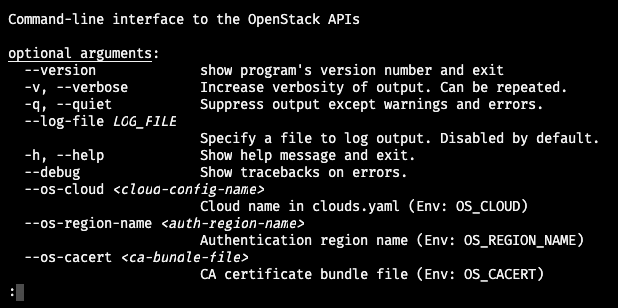 Command-line interface to the OpenStack APIs
optional arguments:
--version show program's version number and exit
-v, --verbose Increase verbosity of output. Can be repeated.
-q, --quiet Suppress output except warnings and errors.
--log-file LOG_FILE
Specify a file to log output. Disabled by default.
-h, --help Show help message and exit.
--debug Show tracebacks on errors.
--os-cloud <cloud-config-name>
Cloud name in clouds.yaml (Env: OS_CLOUD)
--os-region-name <auth-region-name>
Authentication region name (Env: OS_REGION_NAME)
--os-cacert <ca-bundle-file>
CA certificate bundle file (Env: OS_CACERT)
: